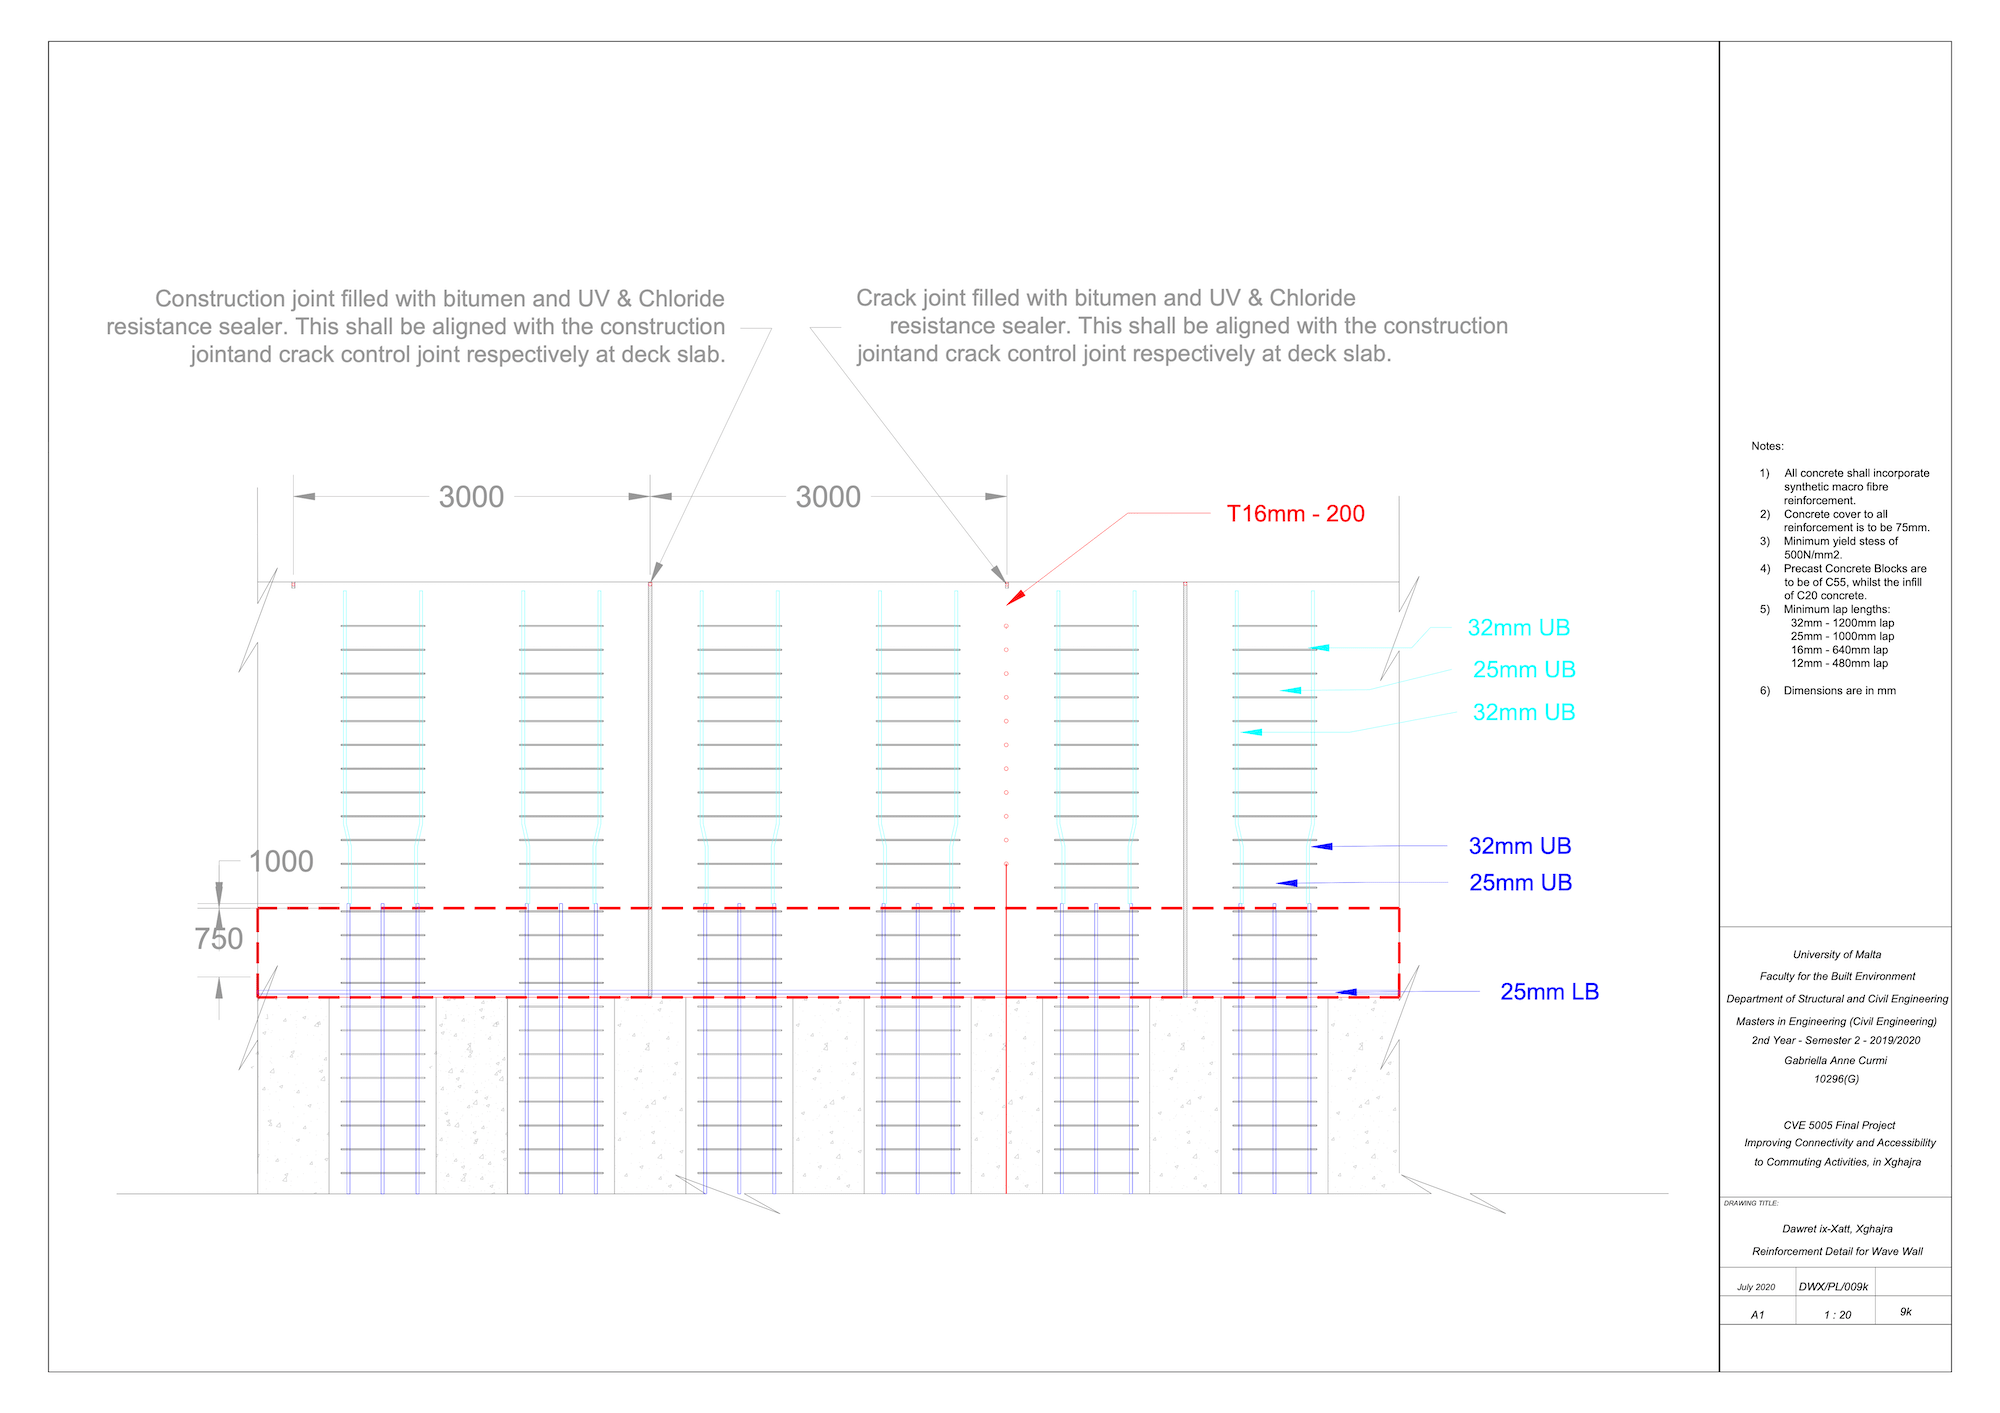 Construction joint filled with bitumen and UV & Chloride
resistance sealer. This shall be aligned with the construction
jointand crack control joint respectively at deck slab.
Crack joint filled with bitumen and UV & Chloride
resistance sealer. This shall be aligned with the construction
jointand crack control joint respectively at deck slab.
3000
3000
T16mm - 200
32mm UB
25mm UB
32mm UB
32mm UB
1000
25mm UB
750
25mm LB
Notes:
1) All concrete shall incorporate
synthetic macro fibre
reinforcement.
2) Concrete cover to all
reinforcement is to be 75mm.
3) Minimum yield stess of
500N/mm2.
4) Precast Concrete Blocks are
to be of C55, whilst the infill
of C20 concrete.
5) Minimum lap lengths:
32mm - 1200mm lap
25mm - 1000mm lap
16mm - 640mm lap
12mm - 480mm lap
6) Dimensions are in mm
University of Malta
Faculty for the Built Environment
Department of Structural and Civil Engineering
Masters in Engineering (Civil Engineering)
2nd Year - Semester 2 - 2019/2020
Gabriella Anne Curmi
10296(G)
CVE 5005 Final Project
Improving Connectivity and Accessibility
to Commuting Activities, in Xghajra
DRAWING TITLE:
Dawret ix-Xatt, Xghajra
Reinforcement Detail for Wave Wall
July 2020
DWX/PL/009k
A1
1 : 20
9k